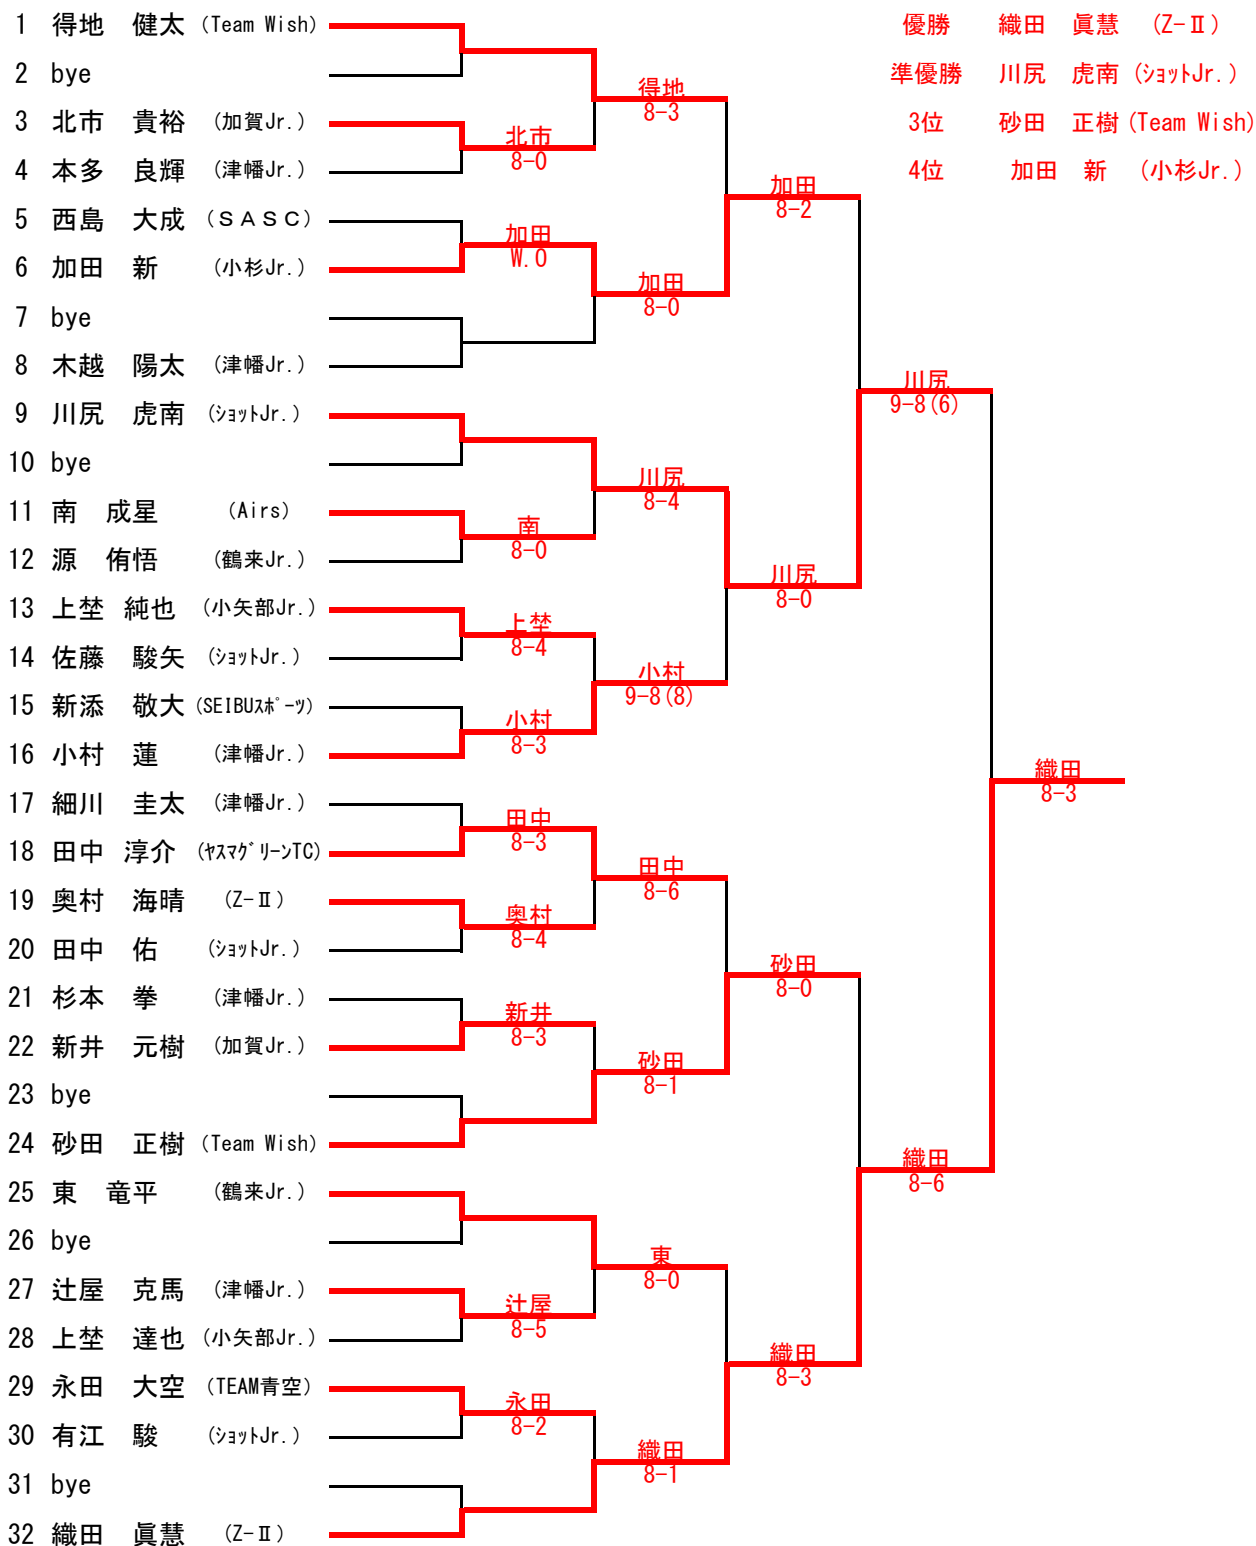 1 得地　健太 (Team Wish)
2 bye
3 北市　貴裕 (加賀Jr.)
4 本多　良輝 (津幡Jr.)
5 西島　大成 (ＳＡＳＣ)
6 加田　新 (小杉Jr.)
7 bye
8 木越　陽太 (津幡Jr.)
9 川尻　虎南 (ｼｮｯﾄJr.)
10 bye
11 南　成星 (Airs)
12 源　侑悟 (鶴来Jr.)
13 上埜 純也 (小矢部Jr.)
14 佐藤　駿矢 (ｼｮｯﾄJr.)
15 新添　敬大 (SEIBUｽﾎﾟｰﾂ)
16 小村　蓮 (津幡Jr.)
17 細川　圭太 (津幡Jr.)
18 田中 淳介 (ﾔｽﾏｸﾞﾘｰﾝTC)
19 奥村　海晴 (Z-Ⅱ)
20 田中　佑 (ｼｮｯﾄJr.)
21 杉本　拳 (津幡Jr.)
22 新井　元樹 (加賀Jr.)
23 bye
24 砂田　正樹 (Team Wish)
25 東　竜平 (鶴来Jr.)
26 bye
27 辻屋　克馬 (津幡Jr.)
28 上埜　達也 (小矢部Jr.)
29 永田　大空 (TEAM青空)
30 有江　駿 (ｼｮｯﾄJr.)
31 bye
32 織田　眞慧 (Z-Ⅱ)
北市
8-0
加田
W.O
南
8-0
上埜
8-4
小村
8-3
田中
8-3
奥村
8-4
新井
8-3
辻屋
8-5
永田
8-2
得地
8-3
加田
8-0
川尻
8-4
小村
9-8(8)
田中
8-6
砂田
8-1
東
8-0
織田
8-1
加田
8-2
川尻
8-0
砂田
8-0
織田
8-3
川尻
9-8(6)
織田
8-6
織田
8-3
優勝　織田　眞慧 (Z-Ⅱ)
準優勝　川尻　虎南 (ｼｮｯﾄJr.)
3位　砂田　正樹 (Team Wish)
4位　加田　新 (小杉Jr.)